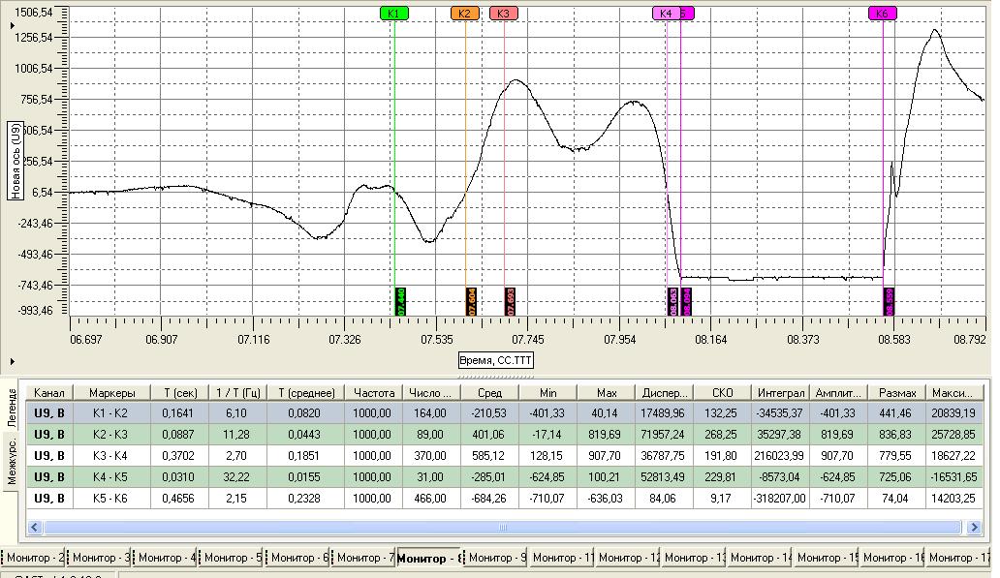 1506,54
K1 K2 K3 K4 K6
1256,54
1006,54
756,54
506,54
256,54
6,54
-243,46
-493,46
-743,46
-993,46
Новая ось (U9)
07.440 07.604 07.693 08.063 08.094 08.559
06.697 06.907 07.116 07.326 07.535 07.745 07.954 08.164 08.373 08.583 08.792
Время, СС.ТТТ
Легенда
Межкурс.
Канал Маркеры T (сек) 1 / T (Гц) T (среднее) Частота Число ... Сред Min Max Диспер... СКО Интеграл Амплит... Размах Макси...
U9, В K1 - K2 0,1641 6,10 0,0820 1000,00 164,00 -210,53 -401,33 40,14 17489,96 132,25 -34535,37 -401,33 441,46 20839,19
U9, В K2 - K3 0,0887 11,28 0,0443 1000,00 89,00 401,06 -17,14 819,69 71957,24 268,25 35297,38 819,69 836,83 25728,85
U9, В K3 - K4 0,3702 2,70 0,1851 1000,00 370,00 585,12 128,15 907,70 36787,75 191,80 216023,99 907,70 779,55 18627,22
U9, В K4 - K5 0,0310 32,22 0,0155 1000,00 31,00 -285,01 -624,85 100,21 52813,49 229,81 -8573,04 -624,85 725,06 -16531,65
U9, В K5 - K6 0,4656 2,15 0,2328 1000,00 466,00 -684,26 -710,07 -636,03 84,06 9,17 -318207,00 -710,07 74,04 14203,25
Монитор - 2 Монитор - 3 Монитор - 4 Монитор - 5 Монитор - 6 Монитор - 7 Монитор - 8 Монитор - 9 Монитор - 11 Монитор - 12 Монитор - 13 Монитор - 14 Монитор - 15 Монитор - 16 Монитор - 17